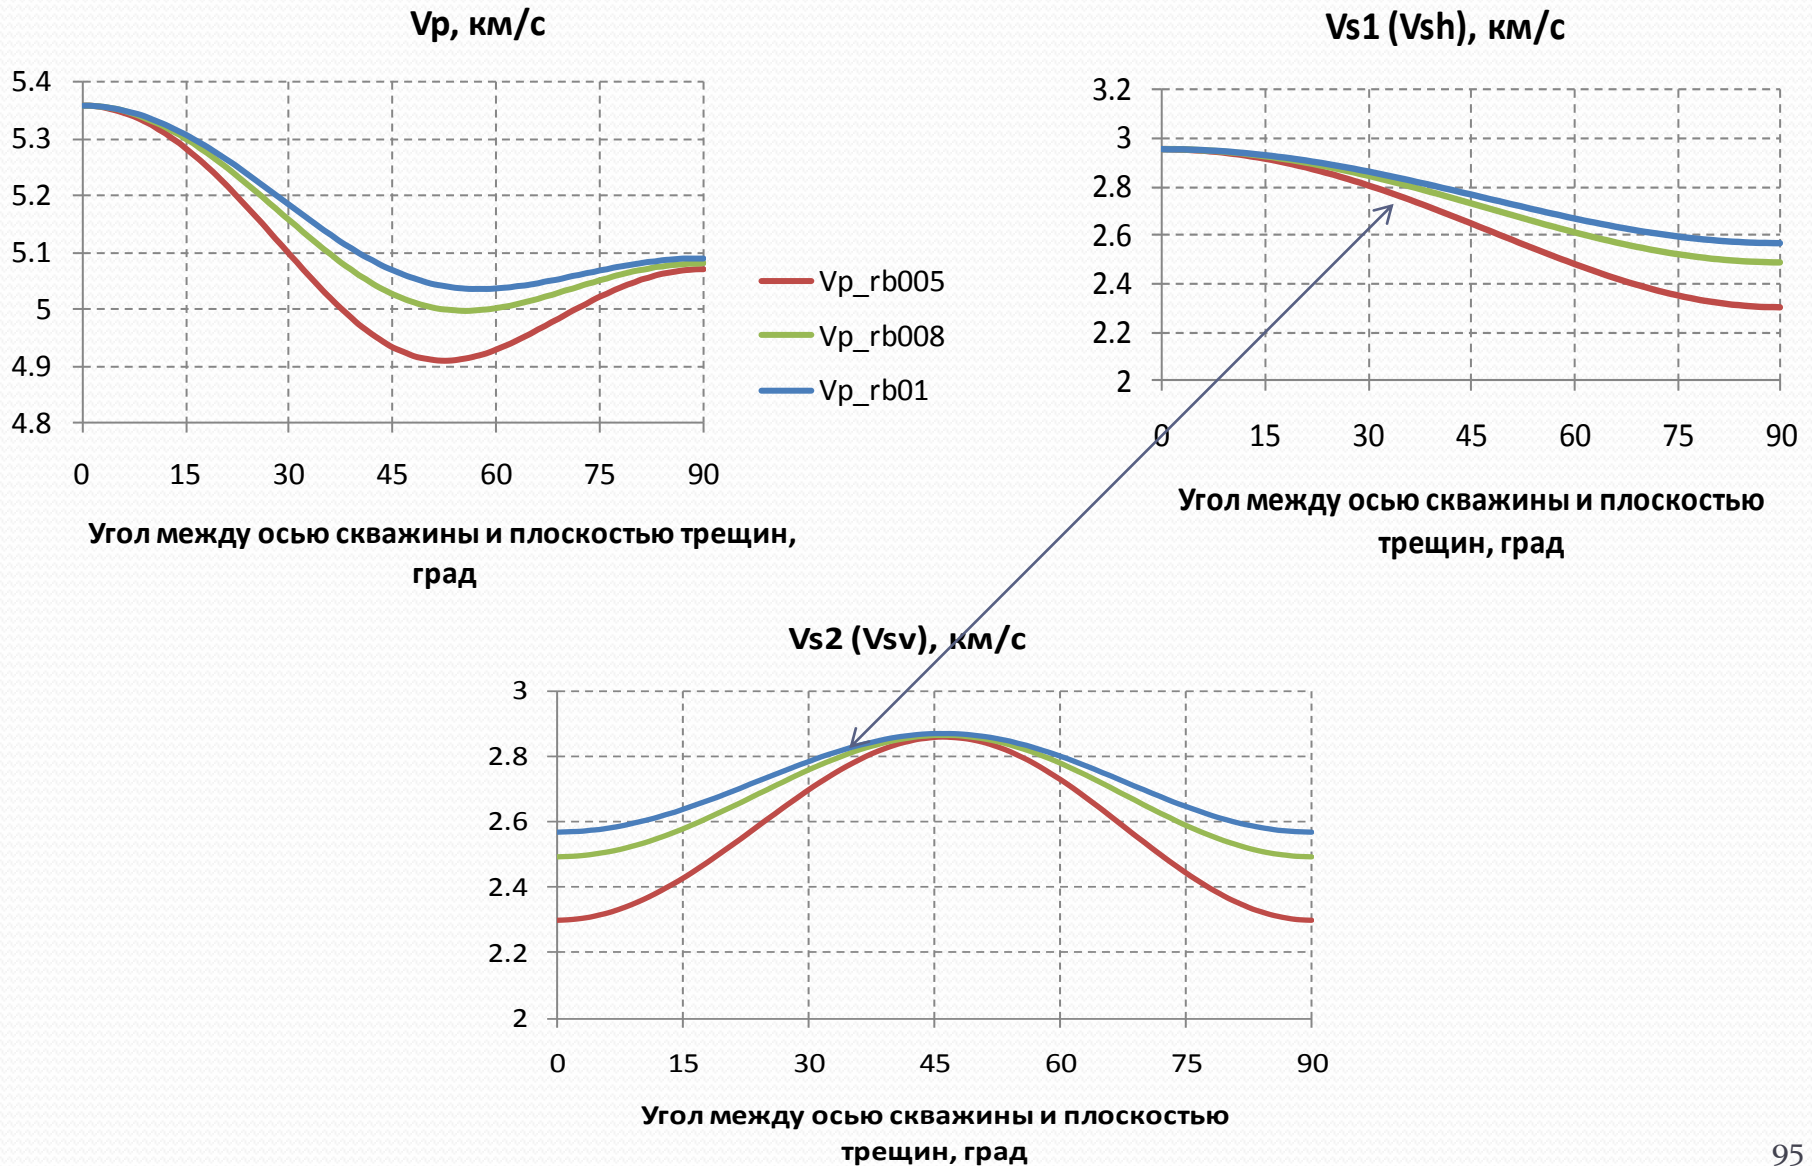 Vp, км/с
5.4
5.3
5.2
5.1
5
4.9
4.8
0 15 30 45 60 75 90
Угол между осью скважины и плоскостью трещин,
град
Vp_rb005
Vp_rb008
Vp_rb01
Vs1 (Vsh), км/с
3.2
3
2.8
2.6
2.4
2.2
2
0 15 30 45 60 75 90
Угол между осью скважины и плоскостью
трещин, град
Vs2 (Vsv), км/с
3
2.8
2.6
2.4
2.2
2
0 15 30 45 60 75 90
Угол между осью скважины и плоскостью
трещин, град
95